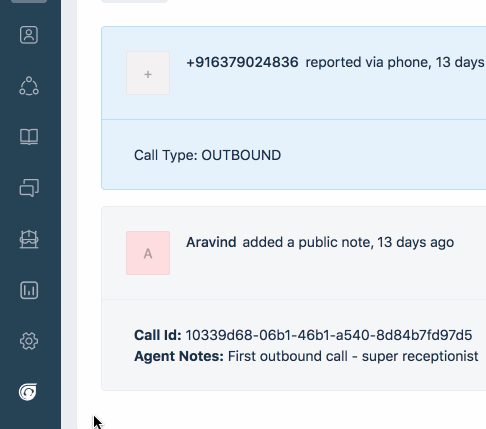 +
+916379024836 reported via phone, 13 days
Call Type: OUTBOUND
A
Aravind added a public note, 13 days ago
Call Id: 10339d68-06b1-46b1-a540-8d84b7fd97d5
Agent Notes: First outbound call - super receptionist